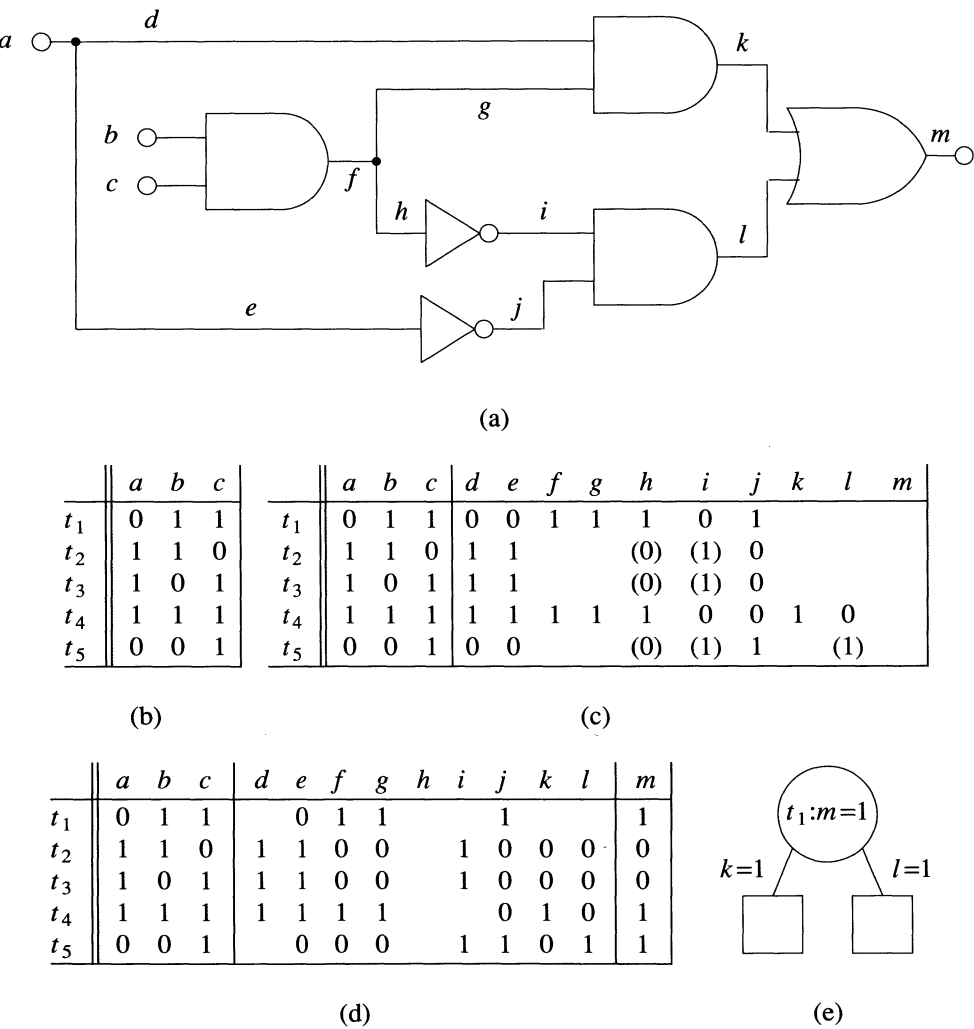 a d k
g
b
c f m
h i l
e j
(a)
a b c
t1 0 1 1
t2 1 1 0
t3 1 0 1
t4 1 1 1
t5 0 0 1
(b)
a b c d e f g h i j k l m
t1 0 1 1 0 0 1 1 1 0 1
t2 1 1 0 1 1 (0) (1) 0
t3 1 0 1 1 1 (0) (1) 0
t4 1 1 1 1 1 1 1 1 0 0 1 0
t5 0 0 1 0 0 (0) (1) 1 (1)
(c)
a b c d e f g h i j k l m
t1 0 1 1 0 1 1 1 1
t2 1 1 0 1 1 0 0 1 0 0 0 0
t3 1 0 1 1 1 0 0 1 0 0 0 0
t4 1 1 1 1 1 1 1 0 1 0 1
t5 0 0 1 0 0 0 1 1 0 1 1
(d)
t1:m=1
k=1 l=1
(e)